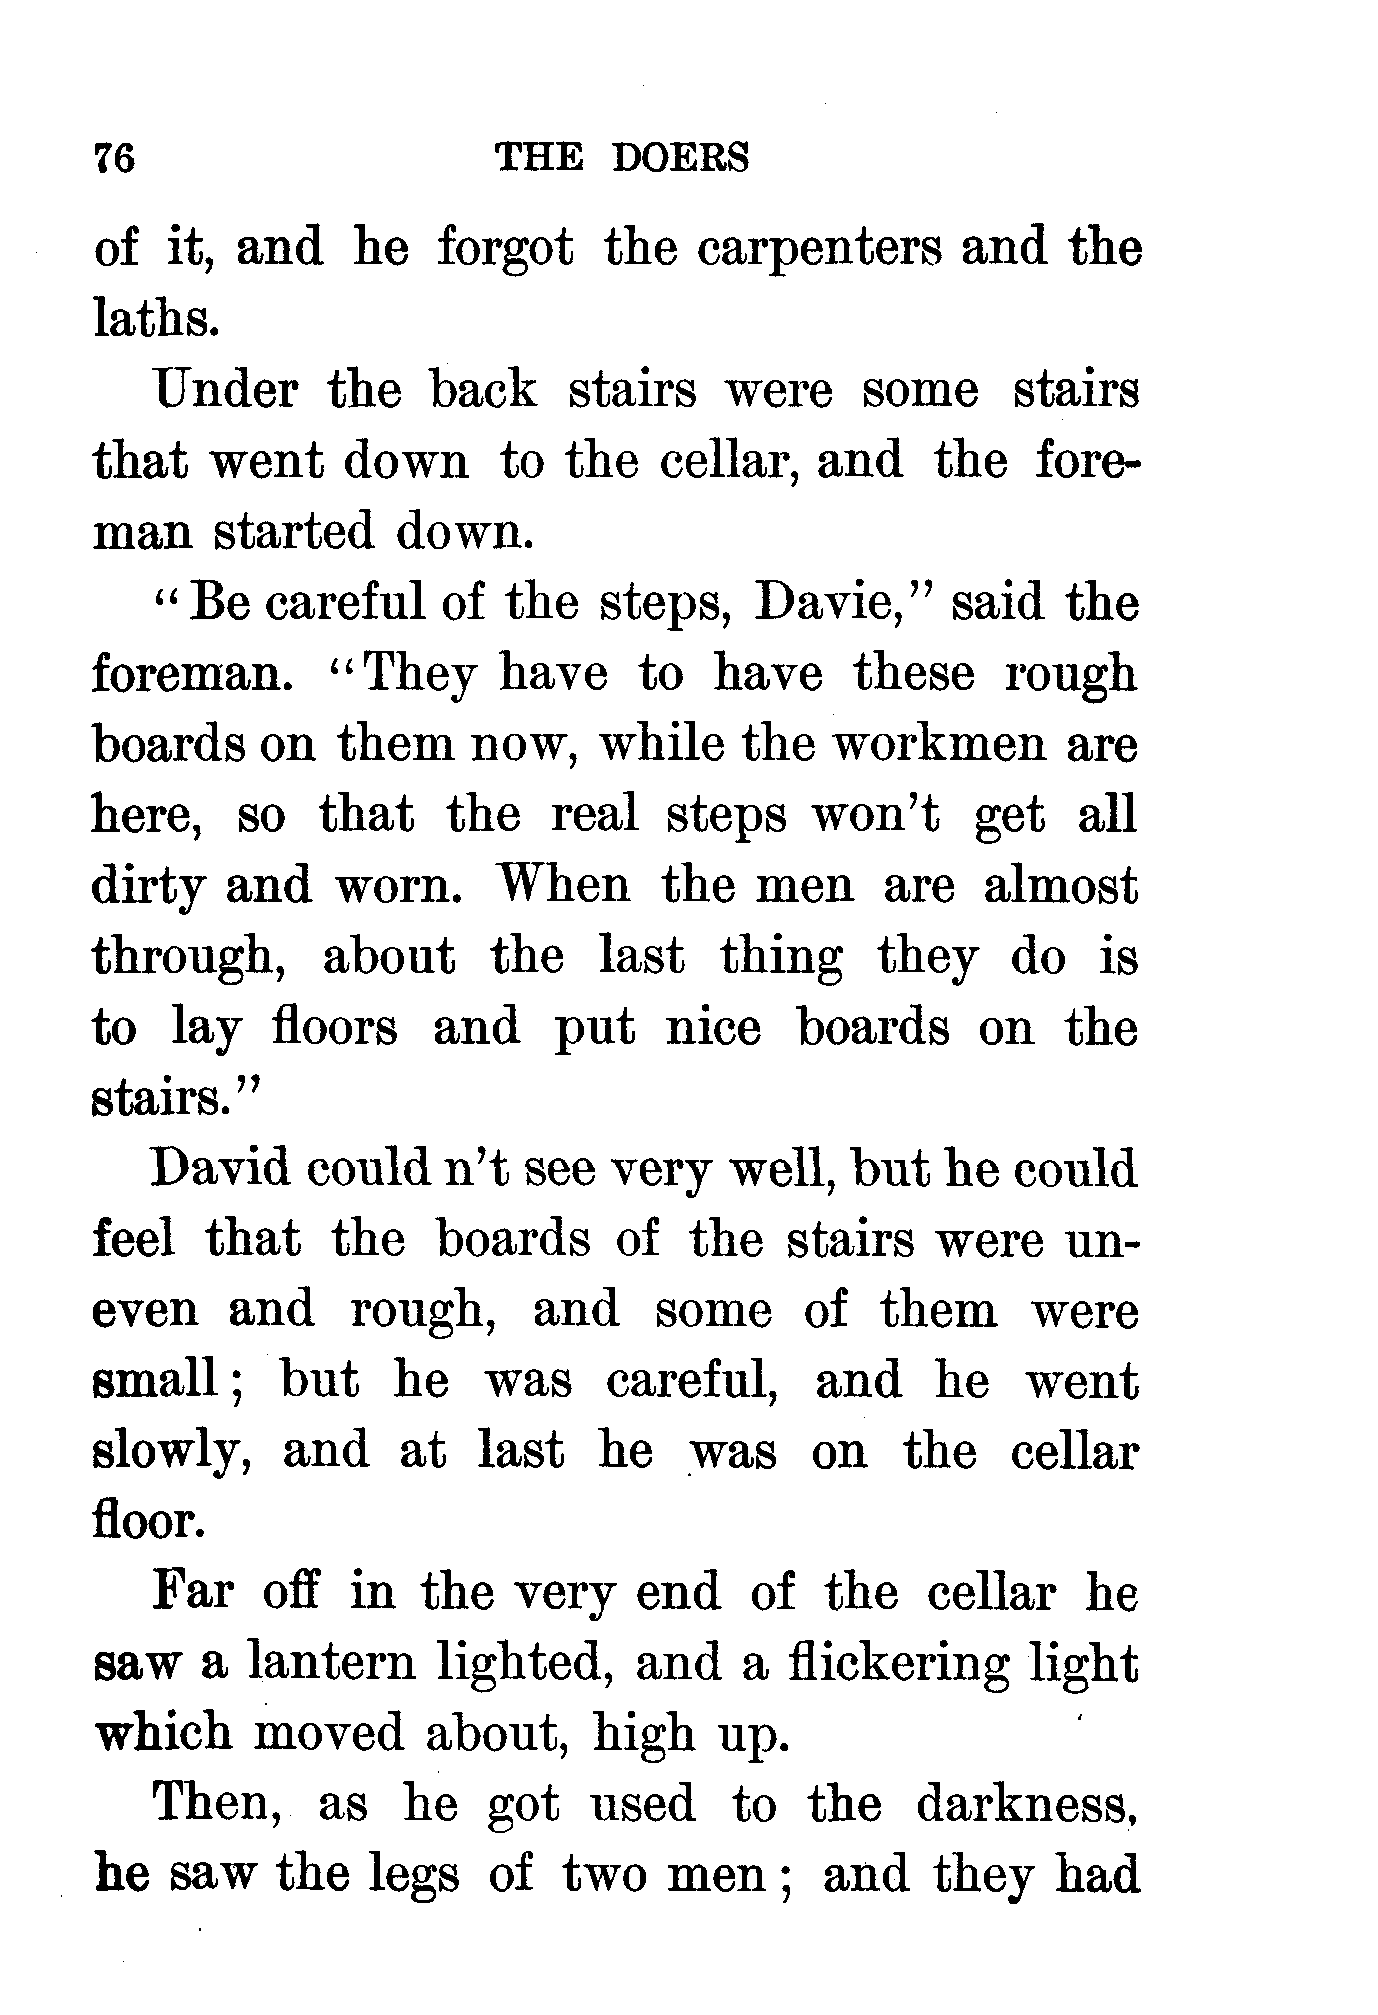 76 THE DOERS
of it, and he forgot the carpenters and the
laths.
Under the back stairs were some stairs
that went down to the cellar, and the fore-
man started down.
“Be careful of the steps, Davie,” said the
foreman. “They have to have these rough
boards on them now, while the workmen are
here, so that the real steps won’t get all
dirty and worn. When the men are almost
through, about the last thing they do is
to lay floors and put nice boards on the
stairs.”
David could n’t see very well, but he could
feel that the boards of the stairs were un-
even and rough, and some of them were
small; but he was careful, and he went
slowly, and at last he was on the cellar
floor.
Far off in the very end of the cellar he
saw a lantern lighted, and a flickering light
which moved about, high up.
Then, as he got used to the darkness,
he saw the legs of two men; and they had